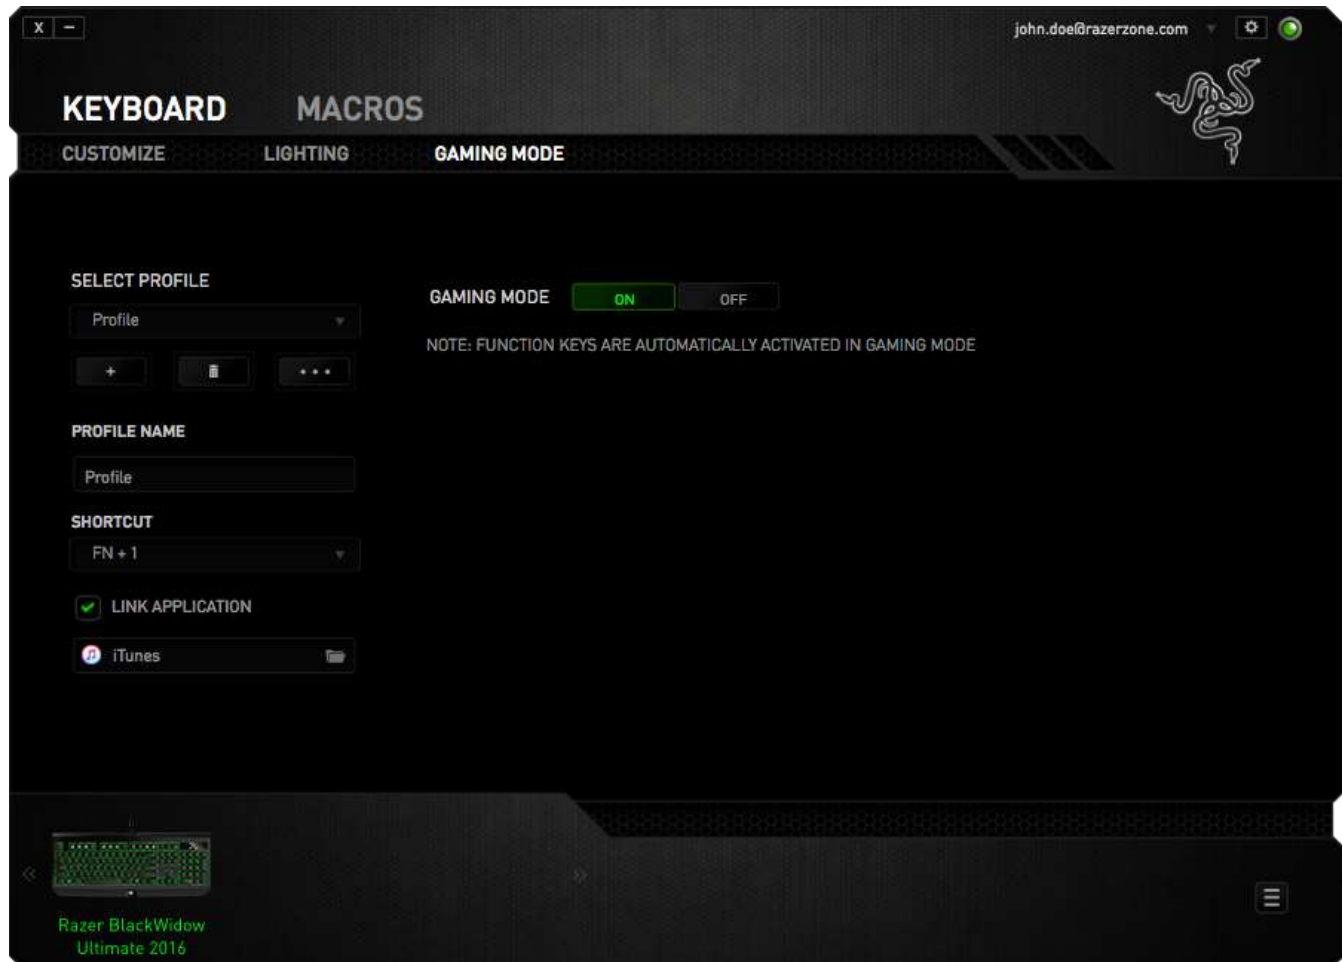 X –
john.doe@razerzone.com
KEYBOARD MACROS
CUSTOMIZE LIGHTING GAMING MODE
SELECT PROFILE
Profile
+ •••
PROFILE NAME
Profile
SHORTCUT
FN + 1
LINK APPLICATION
iTunes
GAMING MODE ON OFF
NOTE: FUNCTION KEYS ARE AUTOMATICALLY ACTIVATED IN GAMING MODE
Razer BlackWidow
Ultimate 2016